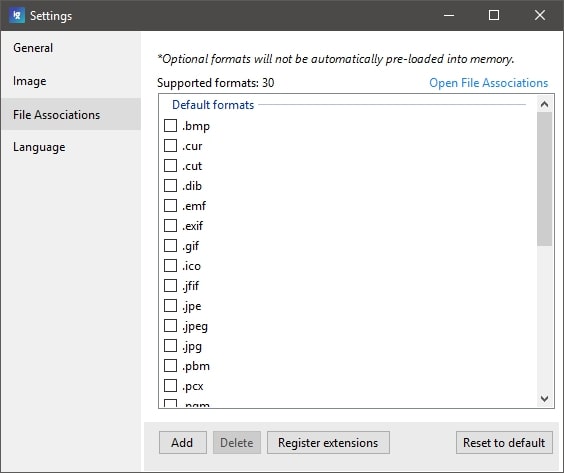 Settings
General
Image
File Associations
Language
*Optional formats will not be automatically pre-loaded into memory.
Supported formats: 30
Open File Associations
Default formats
.bmp
.cur
.cut
.dib
.emf
.exif
.gif
.ico
.jfif
.jpe
.jpeg
.jpg
.pbm
.pcx
Add
Delete
Register extensions
Reset to default